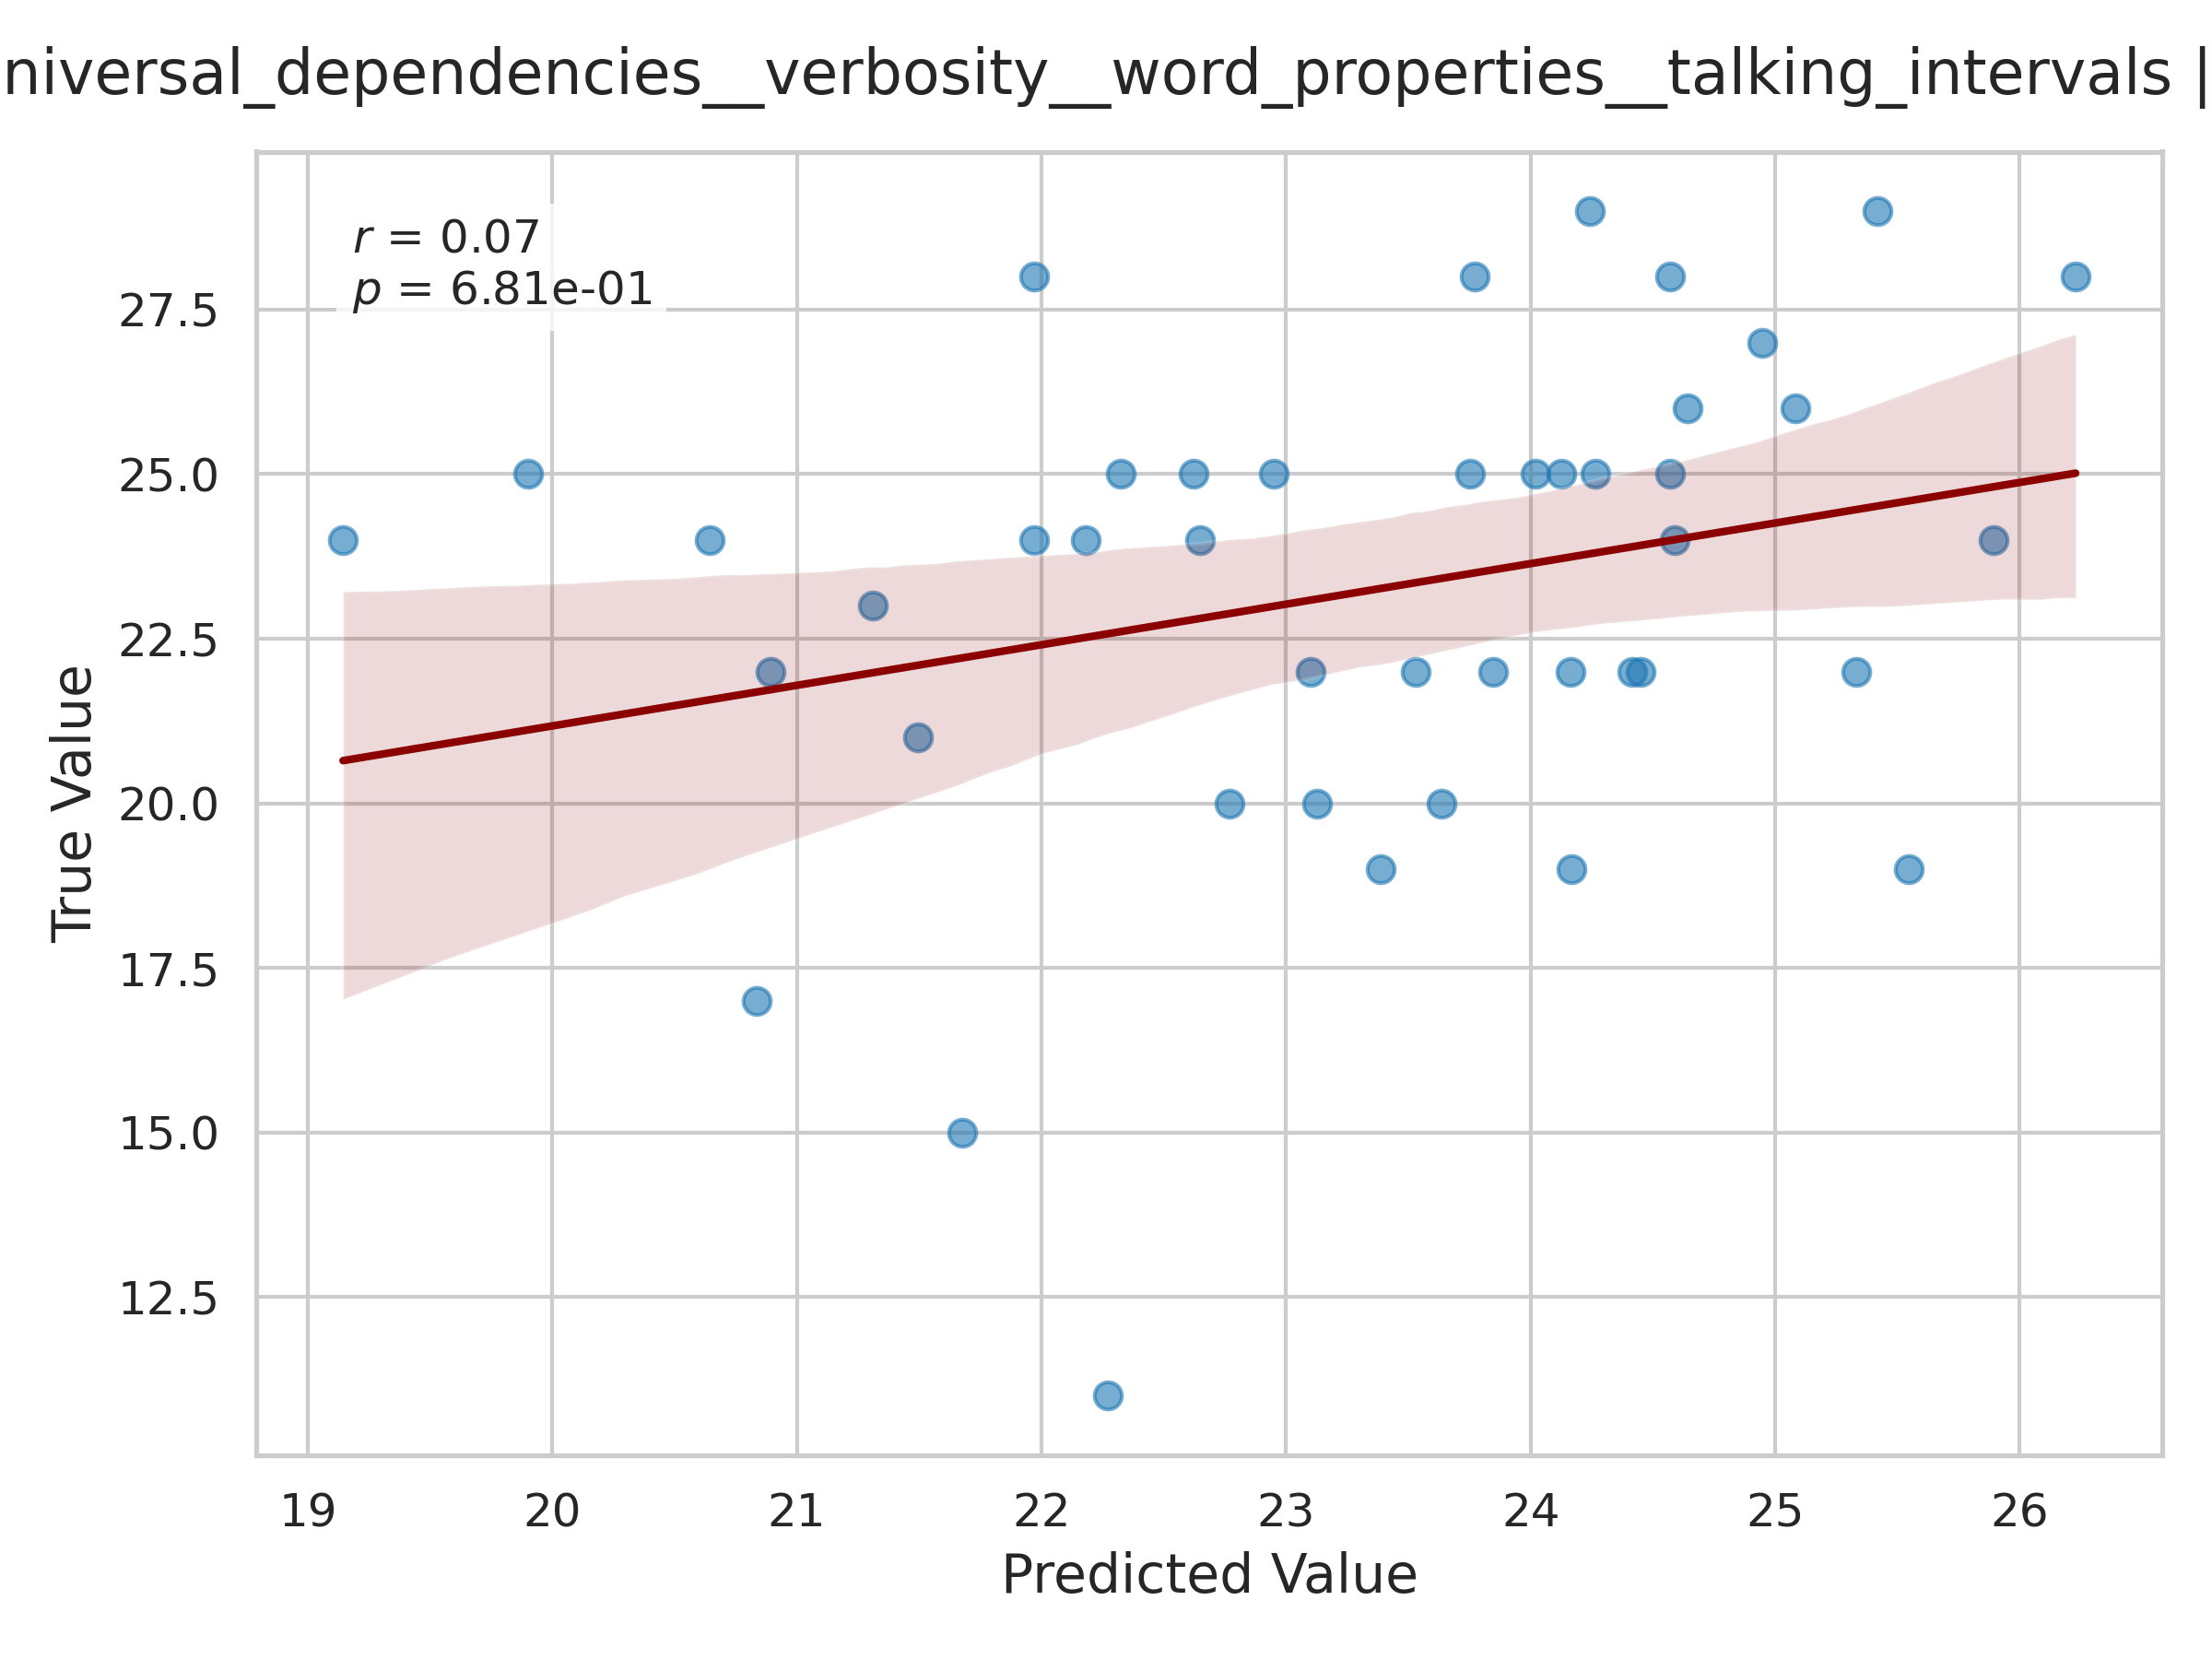 niversal_dependencies__verbosity__word_properties__talking_intervals |
r = 0.07
p = 6.81e-01
27.5
25.0
22.5
20.0
17.5
15.0
12.5
True Value
19 20 21 22 23 24 25 26
Predicted Value